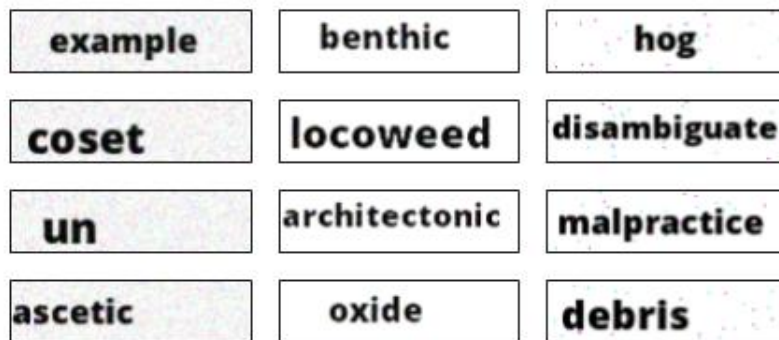 example benthic hog
coset locoweed disambiguate
un architectonic malpractice
ascetic oxide debris